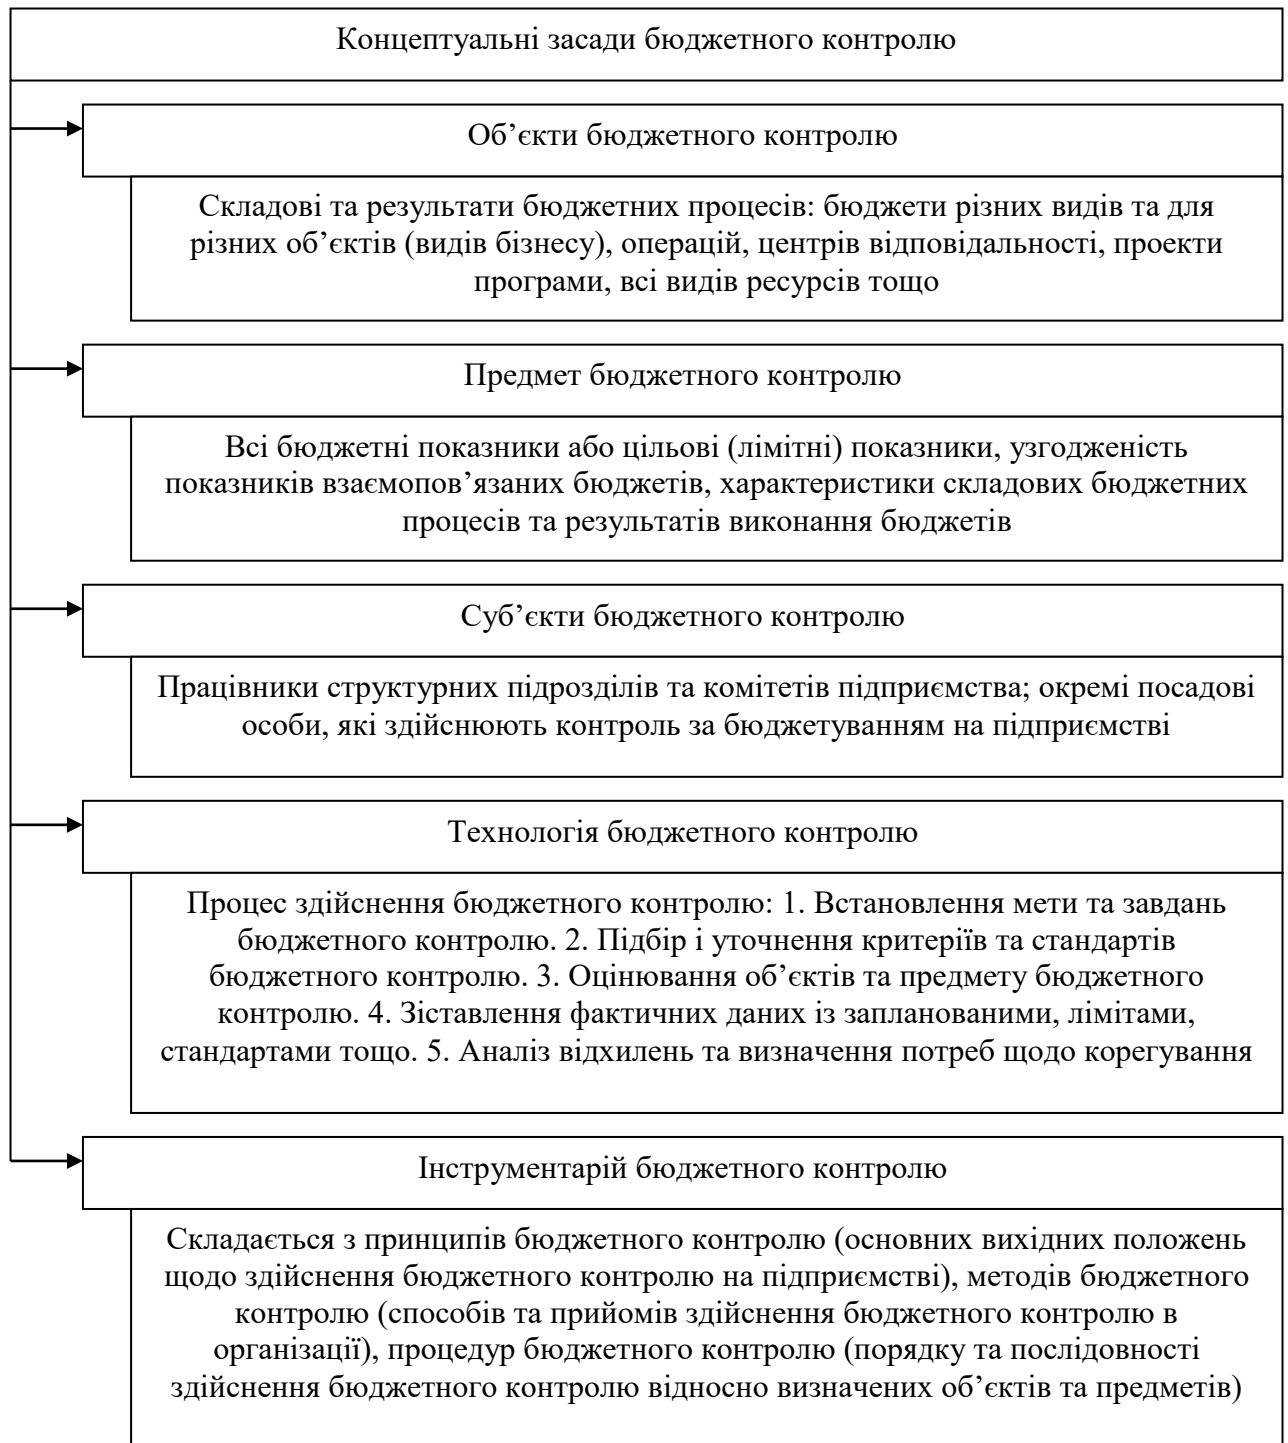 Концептуальні засади бюджетного контролю
Об’єкти бюджетного контролю
Складові та результати бюджетних процесів: бюджети різних видів та для
різних об’єктів (видів бізнесу), операцій, центрів відповідальності, проекти
програми, всі видів ресурсів тощо
Предмет бюджетного контролю
Всі бюджетні показники або цільові (лімітні) показники, узгодженість
показників взаємопов’язаних бюджетів, характеристики складових бюджетних
процесів та результатів виконання бюджетів
Суб’єкти бюджетного контролю
Працівники структурних підрозділів та комітетів підприємства; окремі посадові
особи, які здійснюють контроль за бюджетуванням на підприємстві
Технологія бюджетного контролю
Процес здійснення бюджетного контролю: 1. Встановлення мети та завдань
бюджетного контролю. 2. Підбір і уточнення критеріїв та стандартів
бюджетного контролю. 3. Оцінювання об’єктів та предмету бюджетного
контролю. 4. Зіставлення фактичних даних із запланованими, лімітами,
стандартами тощо. 5. Аналіз відхилень та визначення потреб щодо корегування
Інструментарій бюджетного контролю
Складається з принципів бюджетного контролю (основних вихідних положень
щодо здійснення бюджетного контролю на підприємстві), методів бюджетного
контролю (способів та прийомів здійснення бюджетного контролю в
організації), процедур бюджетного контролю (порядку та послідовності
здійснення бюджетного контролю відносно визначених об’єктів та предметів)